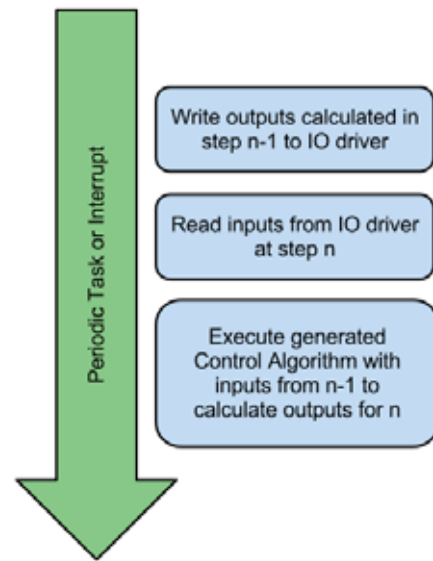 Periodic Task or Interrupt
Write outputs calculated in
step n-1 to IO driver
Read inputs from IO driver
at step n
Execute generated
Control Algorithm with
inputs from n-1 to
calculate outputs for n